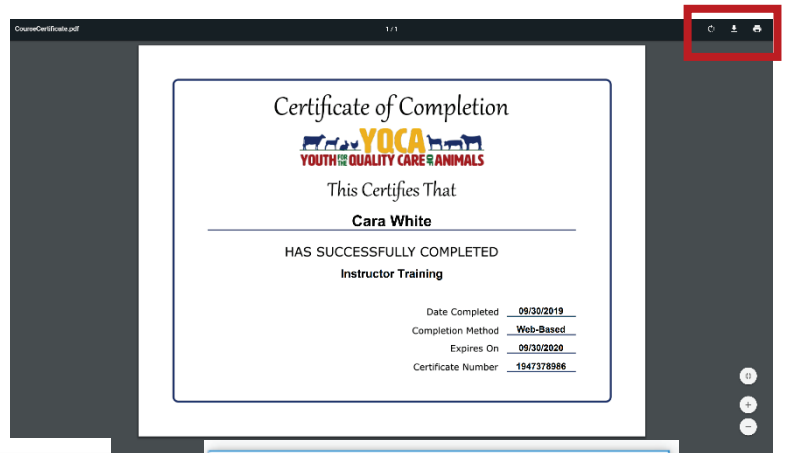 CourseCertificate.pdf
1 / 1
Certificate of Completion
YQCA
YOUTH FOR THE QUALITY CARE OF ANIMALS
This Certifies That
Cara White
HAS SUCCESSFULLY COMPLETED
Instructor Training
Date Completed 09/30/2019
Completion Method Web-Based
Expires On 09/30/2020
Certificate Number 1947378986